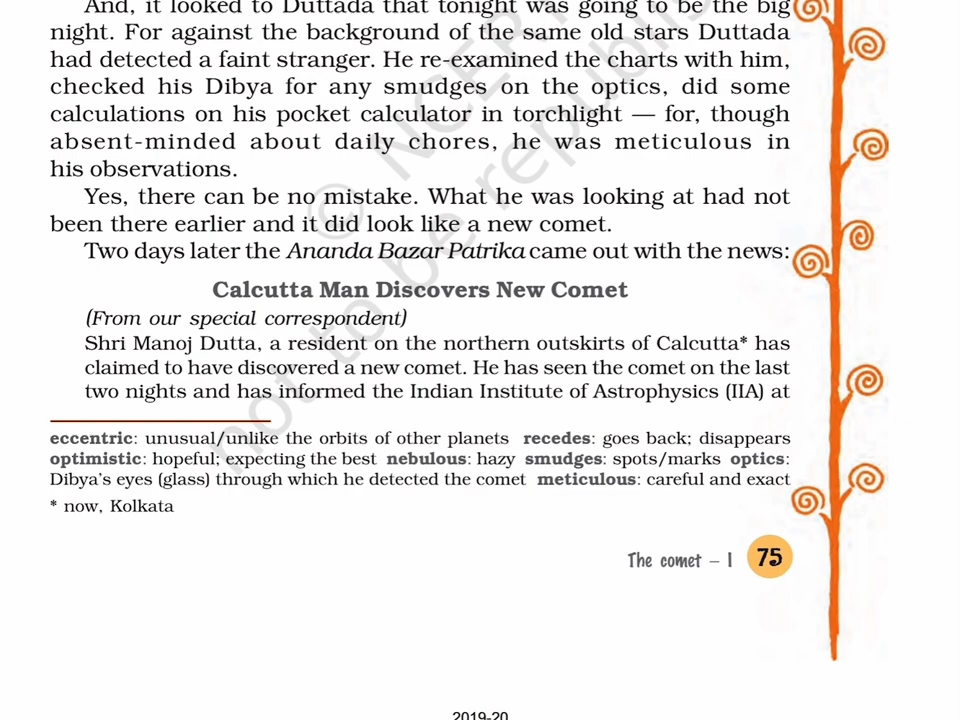 And, it looked to Duttada that tonight was going to be the big
night. For against the background of the same old stars Duttada
had detected a faint stranger. He re-examined the charts with him,
checked his Dibya for any smudges on the optics, did some
calculations on his pocket calculator in torchlight — for, though
absent-minded about daily chores, he was meticulous in
his observations.
Yes, there can be no mistake. What he was looking at had not
been there earlier and it did look like a new comet.
Two days later the Ananda Bazar Patrika came out with the news:
Calcutta Man Discovers New Comet
(From our special correspondent)
Shri Manoj Dutta, a resident on the northern outskirts of Calcutta* has
claimed to have discovered a new comet. He has seen the comet on the last
two nights and has informed the Indian Institute of Astrophysics (IIA) at
eccentric: unusual/unlike the orbits of other planets recedes: goes back; disappears
optimistic: hopeful; expecting the best nebulous: hazy smudges: spots/marks optics:
Dibya's eyes (glass) through which he detected the comet meticulous: careful and exact
* now, Kolkata
The comet – I 75
2019-20
© NCERT
not to be republis